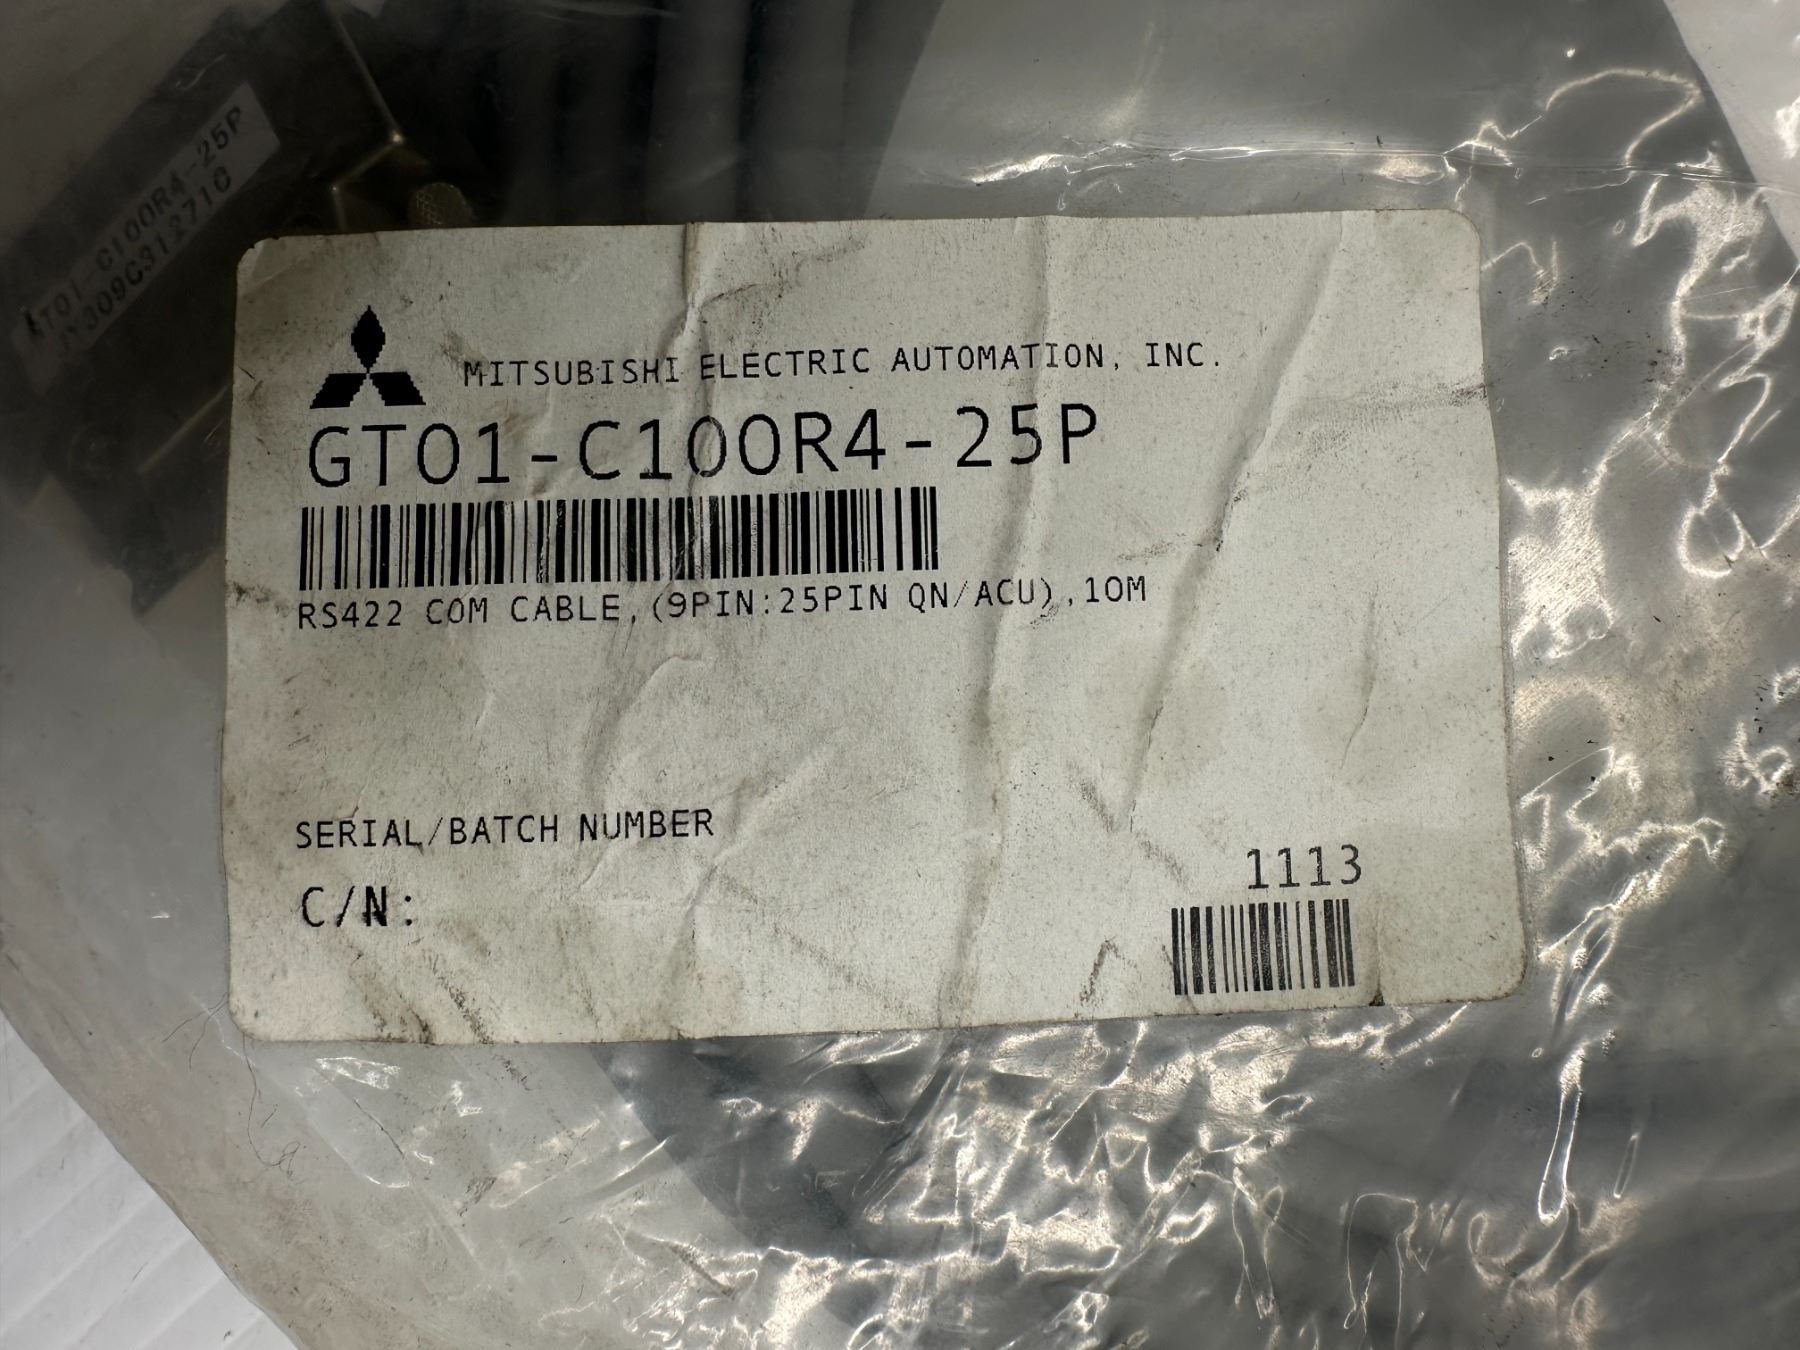 GT01-C100R4-25P
MITSUBISHI ELECTRIC AUTOMATION, INC.
GT01-C100R4-25P
RS422 COM CABLE,(9PIN:25PIN QN/ACU),10M
SERIAL/BATCH NUMBER
C/N:
1113